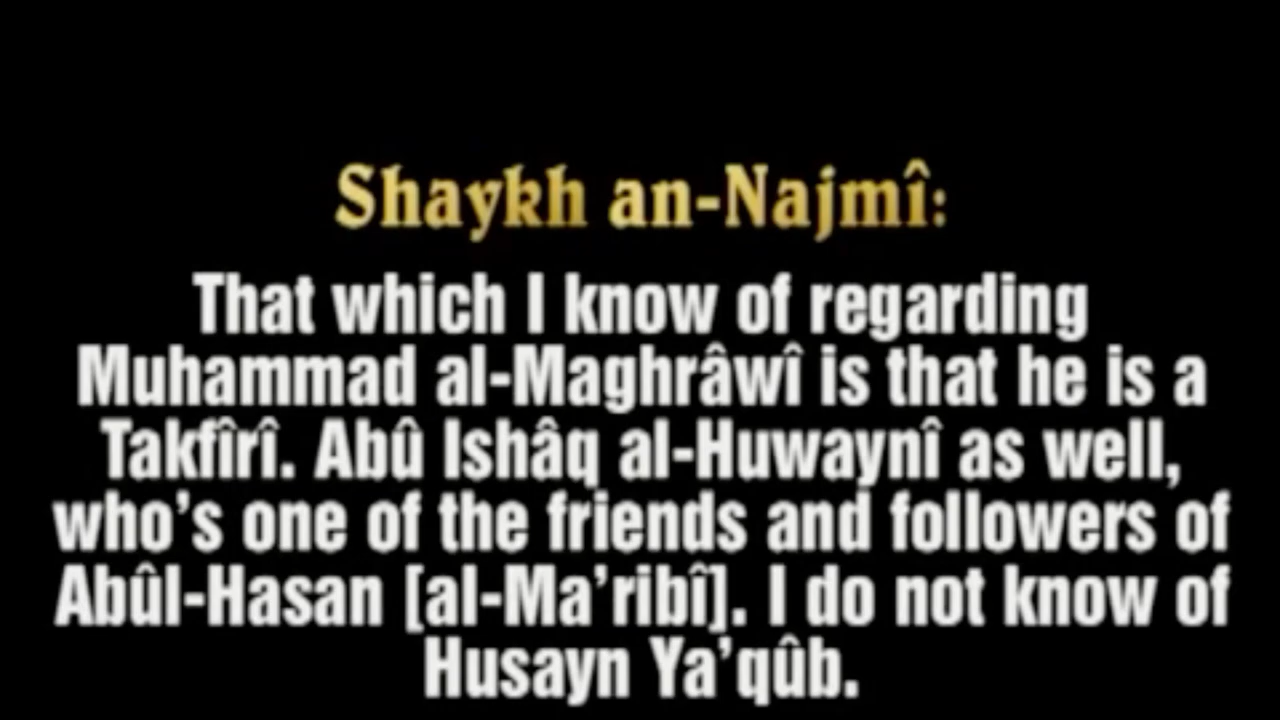 Shaykh an-Najmî:
That which I know of regarding
Muhammad al-Maghrâwî is that he is a
Takfîrî. Abû Ishâq al-Huwaynî as well,
who’s one of the friends and followers of
Abûl-Hasan [al-Ma’ribî]. I do not know of
Husayn Ya’qûb.